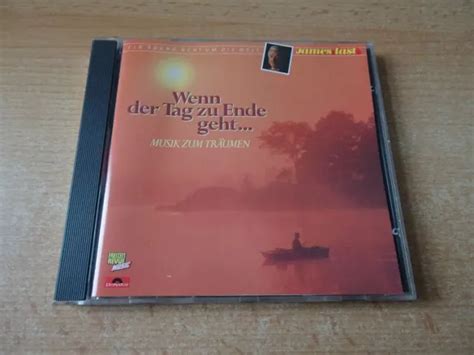 James Last
Wenn
der Tag zu Ende
geht...
MUSIK ZUM TRÄUMEN